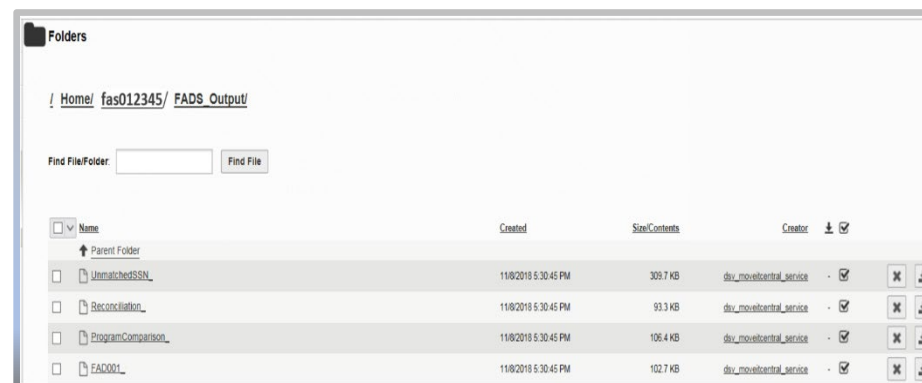 Folders
/ Home/ fas012345/ FADS_Output/
Find File/Folder: Find File
Name Created Size/Contents Creator
Parent Folder
UnmatchedSSN_ 11/8/2018 5:30:45 PM 309.7 KB dsv_moveitcentral_service -
Reconciliation_ 11/8/2018 5:30:45 PM 93.3 KB dsv_moveitcentral_service -
ProgramComparison_ 11/8/2018 5:30:45 PM 106.4 KB dsv_moveitcentral_service -
FAD001_ 11/8/2018 5:30:45 PM 102.7 KB dsv_moveitcentral_service -